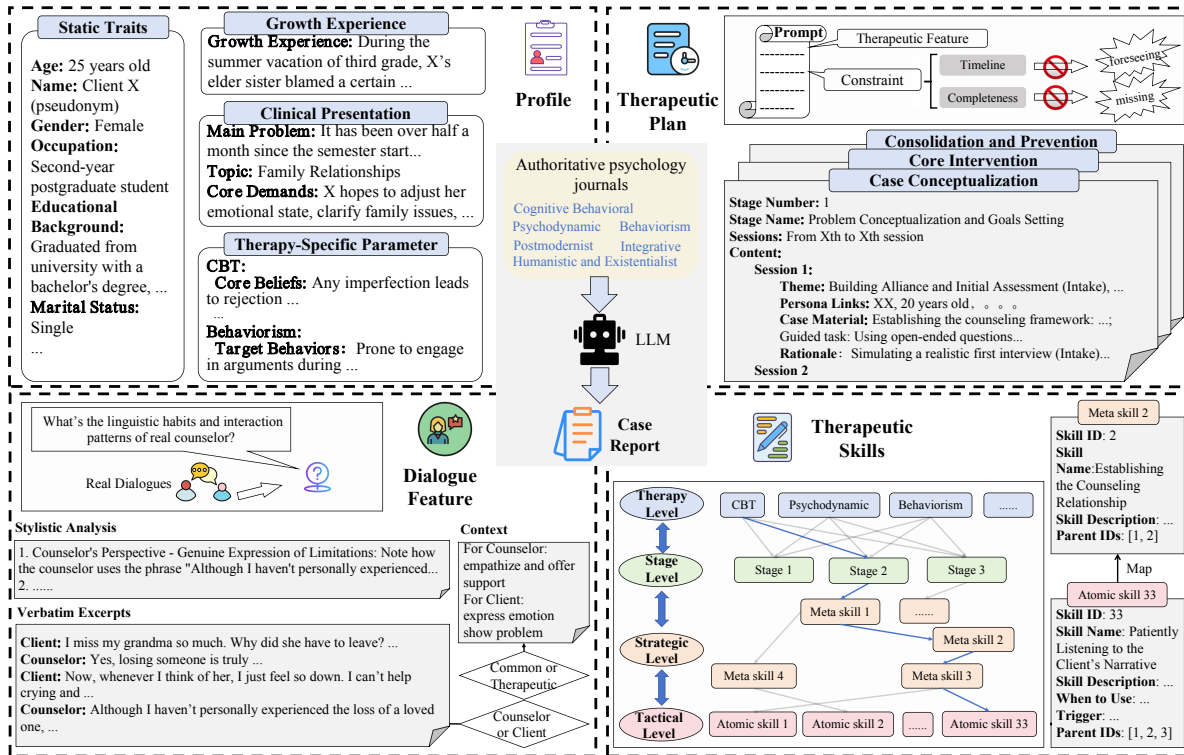 Static Traits
Age: 25 years old
Name: Client X
(pseudonym)
Gender: Female
Occupation:
Second-year
postgraduate student
Educational
Background:
Graduated from
university with a
bachelor's degree, ...
Marital Status:
Single
...
Growth Experience
Growth Experience: During the
summer vacation of third grade, X's
elder sister blamed a certain ...
Clinical Presentation
Main Problem: It has been over half a
month since the semester start...
Topic: Family Relationships
Core Demands: X hopes to adjust her
emotional state, clarify family issues, ...
Therapy-Specific Parameter
CBT:
Core Beliefs: Any imperfection leads
to rejection ...
...
Behaviorism:
Target Behaviors: Prone to engage
in arguments during ...
Profile
Authoritative psychology
journals
Cognitive Behavioral
Psychodynamic Behaviorism
Postmodernist Integrative
Humanistic and Existentialist
LLM
Case
Report
Therapeutic
Plan
Prompt
Therapeutic Feature
Constraint
Timeline
foreseeing
Completeness
missing
Consolidation and Prevention
Core Intervention
Case Conceptualization
Stage Number: 1
Stage Name: Problem Conceptualization and Goals Setting
Sessions: From Xth to Xth session
Content:
Session 1:
Theme: Building Alliance and Initial Assessment (Intake), ...
Persona Links: XX, 20 years old，。。。。
Case Material: Establishing the counseling framework: ...;
Guided task: Using open-ended questions...
Rationale： Simulating a realistic first interview (Intake)...
Session 2
What's the linguistic habits and interaction
patterns of real counselor?
Real Dialogues
Dialogue
Feature
Stylistic Analysis
1. Counselor's Perspective - Genuine Expression of Limitations: Note how
the counselor uses the phrase "Although I haven't personally experienced...
2. ......
Verbatim Excerpts
Client: I miss my grandma so much. Why did she have to leave? ...
Counselor: Yes, losing someone is truly ...
Client: Now, whenever I think of her, I just feel so down. I can't help
crying and ...
Counselor: Although I haven't personally experienced the loss of a loved
one, ...
Context
For Counselor:
empathize and offer
support
For Client:
express emotion
show problem
Common or
Therapeutic
Counselor
or Client
Therapeutic
Skills
Therapy
Level
CBT
Psychodynamic
Behaviorism
......
Stage
Level
Stage 1
Stage 2
Stage 3
Meta skill 1
......
Strategic
Level
Meta skill 2
Meta skill 4
Meta skill 3
Tactical
Level
Atomic skill 1
Atomic skill 2
......
Atomic skill 33
Meta skill 2
Skill ID: 2
Skill
Name:Establishing
the Counseling
Relationship
Skill Description: ...
Parent IDs: [1, 2]
Map
Atomic skill 33
Skill ID: 33
Skill Name: Patiently
Listening to the
Client's Narrative
Skill Description: ...
When to Use: ...
Trigger: ...
Parent IDs: [1, 2, 3]